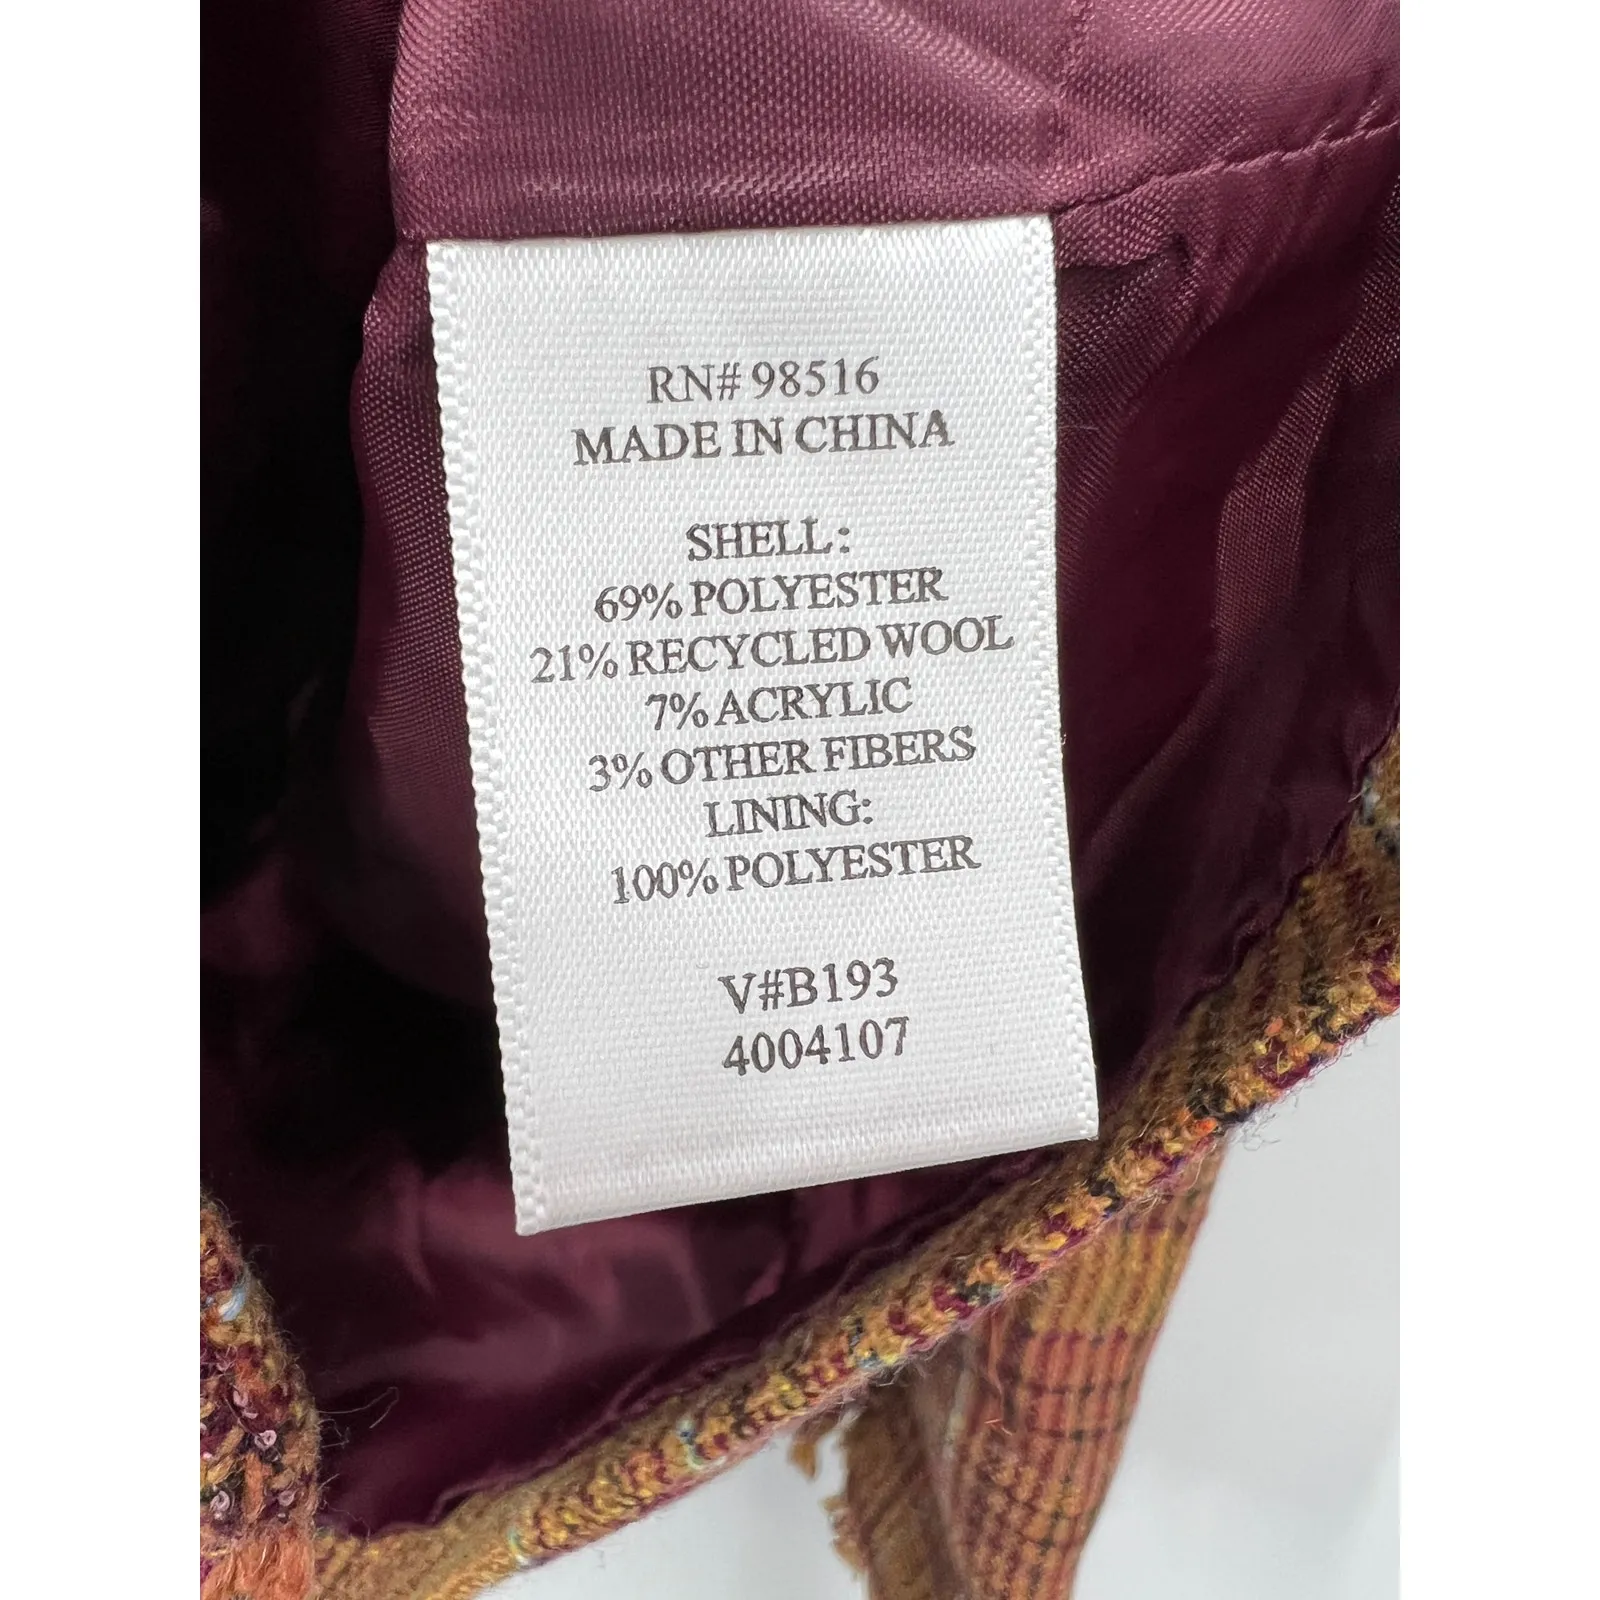 RN# 98516
MADE IN CHINA
SHELL:
69% POLYESTER
21% RECYCLED WOOL
7% ACRYLIC
3% OTHER FIBERS
LINING:
100% POLYESTER
V#B193
4004107